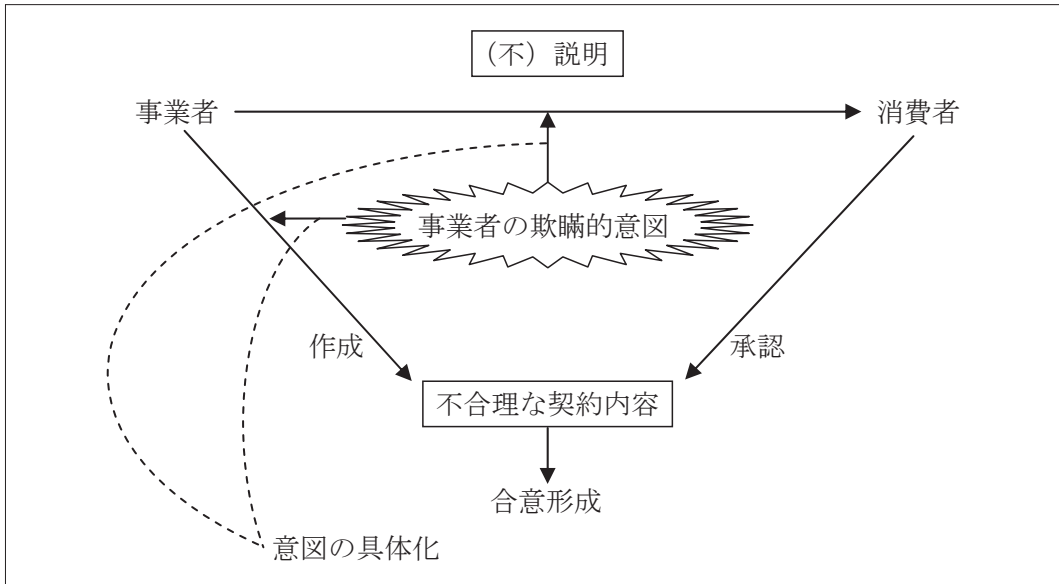 （不）説明
事業者
消費者
事業者の欺瞞的意図
作成
承認
不合理な契約内容
合意形成
意図の具体化